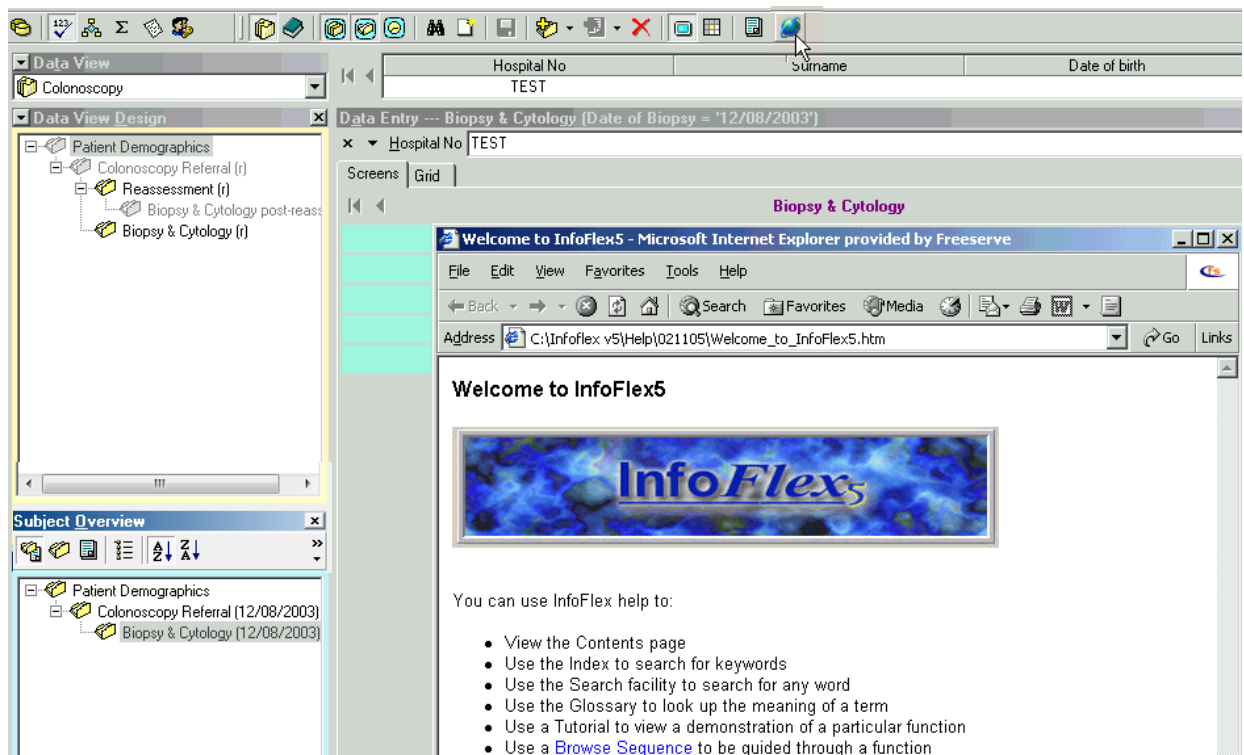 Data View
Colonoscopy
Hospital No Surname Date of birth
TEST
Data View Design
Data Entry --- Biopsy & Cytology (Date of Biopsy = '12/08/2003')
Hospital No TEST
Screens Grid
Patient Demographics
Colonoscopy Referral (r)
Reassessment (r)
Biopsy & Cytology post-reass
Biopsy & Cytology (r)
Biopsy & Cytology
Welcome to InfoFlex5 - Microsoft Internet Explorer provided by Freeserve
File Edit View Favorites Tools Help
Back Search Favorites Media
Address C:\Infoflex v5\Help\021105\Welcome_to_InfoFlex5.htm Go Links
Welcome to InfoFlex5
InfoFlex5
Subject Overview
Patient Demographics
Colonoscopy Referral (12/08/2003)
Biopsy & Cytology (12/08/2003)
You can use InfoFlex help to:
• View the Contents page
• Use the Index to search for keywords
• Use the Search facility to search for any word
• Use the Glossary to look up the meaning of a term
• Use a Tutorial to view a demonstration of a particular function
• Use a Browse Sequence to be guided through a function